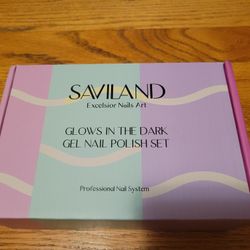 SAVILAND
Excelsior Nails Art
GLOWS IN THE DARK
GEL NAIL POLISH SET
Professional Nail System